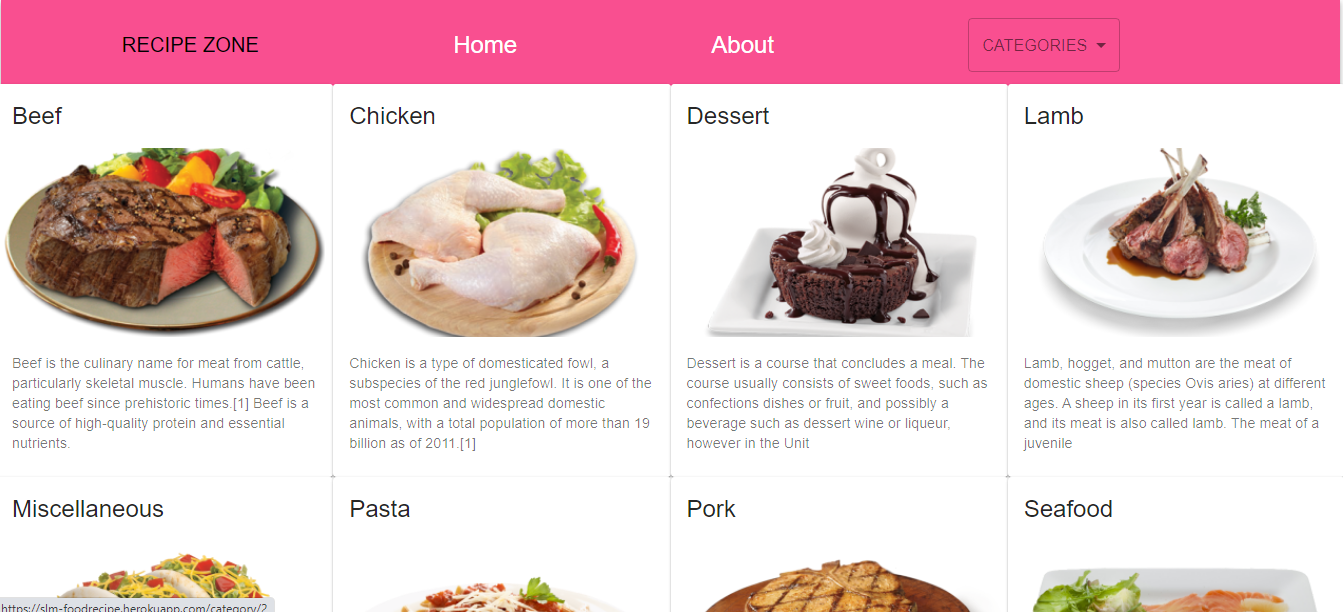 RECIPE ZONE Home About CATEGORIES
Beef
Chicken
Dessert
Lamb
Beef is the culinary name for meat from cattle,
particularly skeletal muscle. Humans have been
eating beef since prehistoric times.[1] Beef is a
source of high-quality protein and essential
nutrients.
Chicken is a type of domesticated fowl, a
subspecies of the red junglefowl. It is one of the
most common and widespread domestic
animals, with a total population of more than 19
billion as of 2011.[1]
Dessert is a course that concludes a meal. The
course usually consists of sweet foods, such as
confections dishes or fruit, and possibly a
beverage such as dessert wine or liqueur,
however in the Unit
Lamb, hogget, and mutton are the meat of
domestic sheep (species Ovis aries) at different
ages. A sheep in its first year is called a lamb,
and its meat is also called lamb. The meat of a
juvenile
Miscellaneous
Pasta
Pork
Seafood
https://slm-foodrecipe.herokuapp.com/category/?